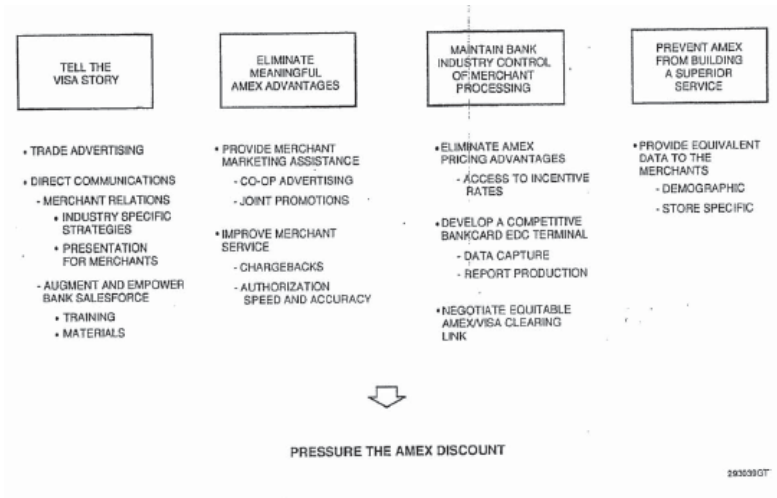 TELL THE
VISA STORY
• TRADE ADVERTISING
• DIRECT COMMUNICATIONS
- MERCHANT RELATIONS
• INDUSTRY SPECIFIC
STRATEGIES
• PRESENTATION
FOR MERCHANTS
- AUGMENT AND EMPOWER
BANK SALESFORCE
• TRAINING
• MATERIALS
ELIMINATE
MEANINGFUL
AMEX ADVANTAGES
• PROVIDE MERCHANT
MARKETING ASSISTANCE
- CO-OP ADVERTISING
- JOINT PROMOTIONS
• IMPROVE MERCHANT
SERVICE
- CHARGEBACKS
- AUTHORIZATION
SPEED AND ACCURACY
MAINTAIN BANK
INDUSTRY CONTROL
OF MERCHANT
PROCESSING
• ELIMINATE AMEX
PRICING ADVANTAGES
- ACCESS TO INCENTIVE
RATES
• DEVELOP A COMPETITIVE
BANKCARD EDC TERMINAL
- DATA CAPTURE
- REPORT PRODUCTION
• NEGOTIATE EQUITABLE
AMEX/VISA CLEARING
LINK
PREVENT AMEX
FROM BUILDING
A SUPERIOR
SERVICE
• PROVIDE EQUIVALENT
DATA TO THE
MERCHANTS
- DEMOGRAPHIC
- STORE SPECIFIC
PRESSURE THE AMEX DISCOUNT
293039GT